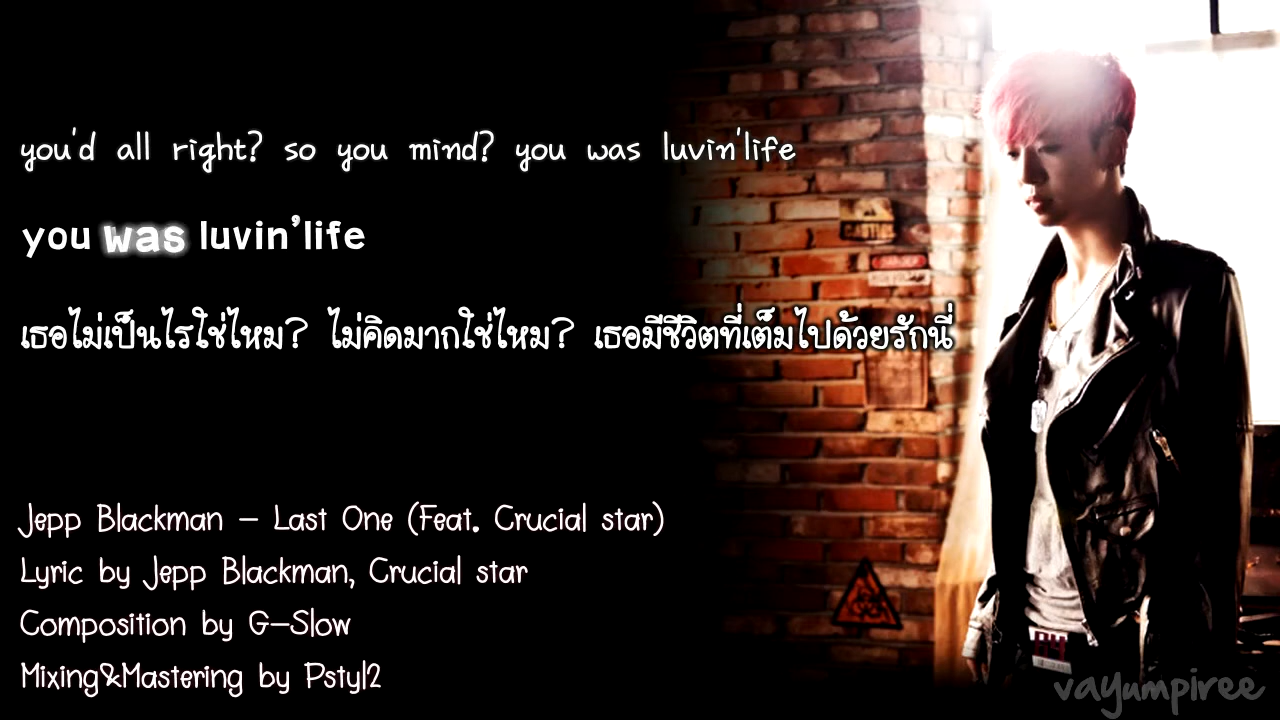 you'd all right? so you mind? you was luvin'life
you was luvin'life
เธอไม่เป็นไรใช่ไหม? ไม่คิดมากใช่ไหม? เธอมีชีวิตที่เต็มไปด้วยรักนี่
Jepp Blackman - Last One (Feat. Crucial star)
Lyric by Jepp Blackman, Crucial star
Composition by G-Slow
Mixing&Mastering by Pstyl2
vayumpiree